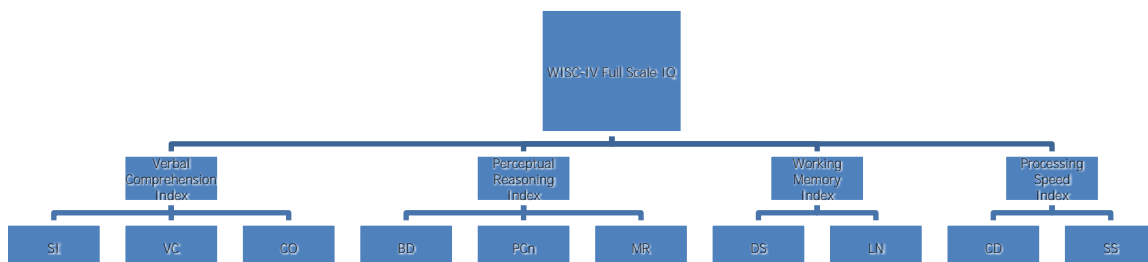 WISC-IV Full Scale IQ
Verbal
Comprehension
Index
Perceptual
Reasoning
Index
Working
Memory
Index
Processing
Speed
Index
SI
VC
CO
BD
PCn
MR
DS
LN
CD
SS